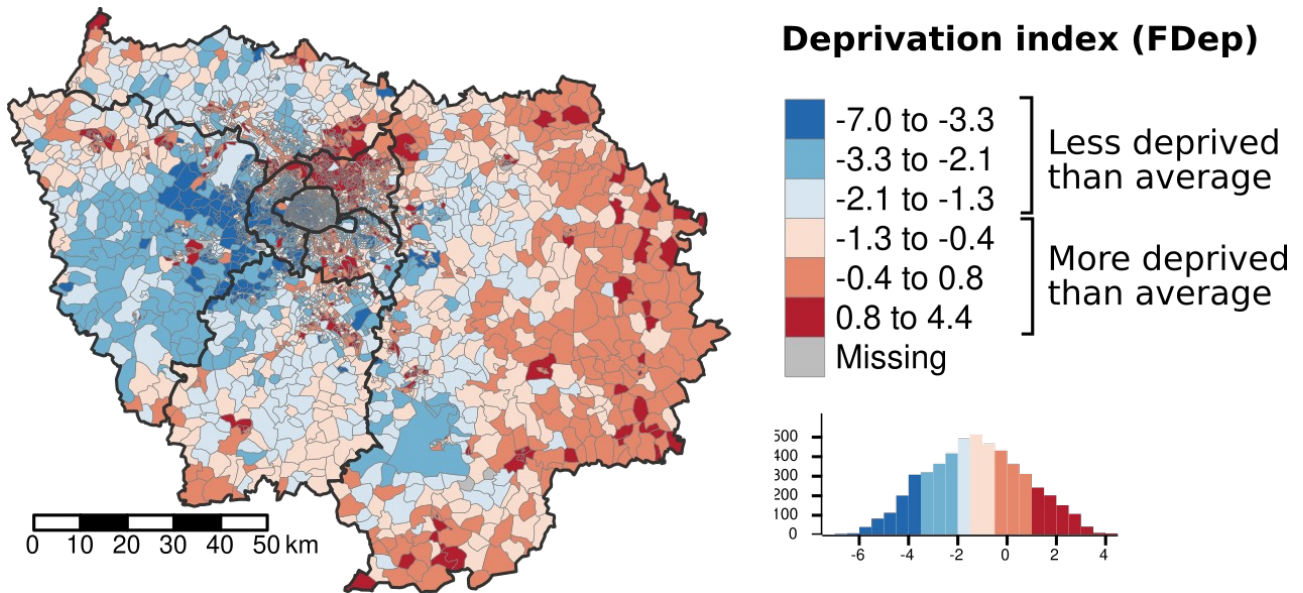 Deprivation index (FDep)
-7.0 to -3.3
-3.3 to -2.1
-2.1 to -1.3
Less deprived
than average
-1.3 to -0.4
-0.4 to 0.8
0.8 to 4.4
More deprived
than average
Missing
500
400
300
200
100
0
-6 -4 -2 0 2 4
0 10 20 30 40 50 km